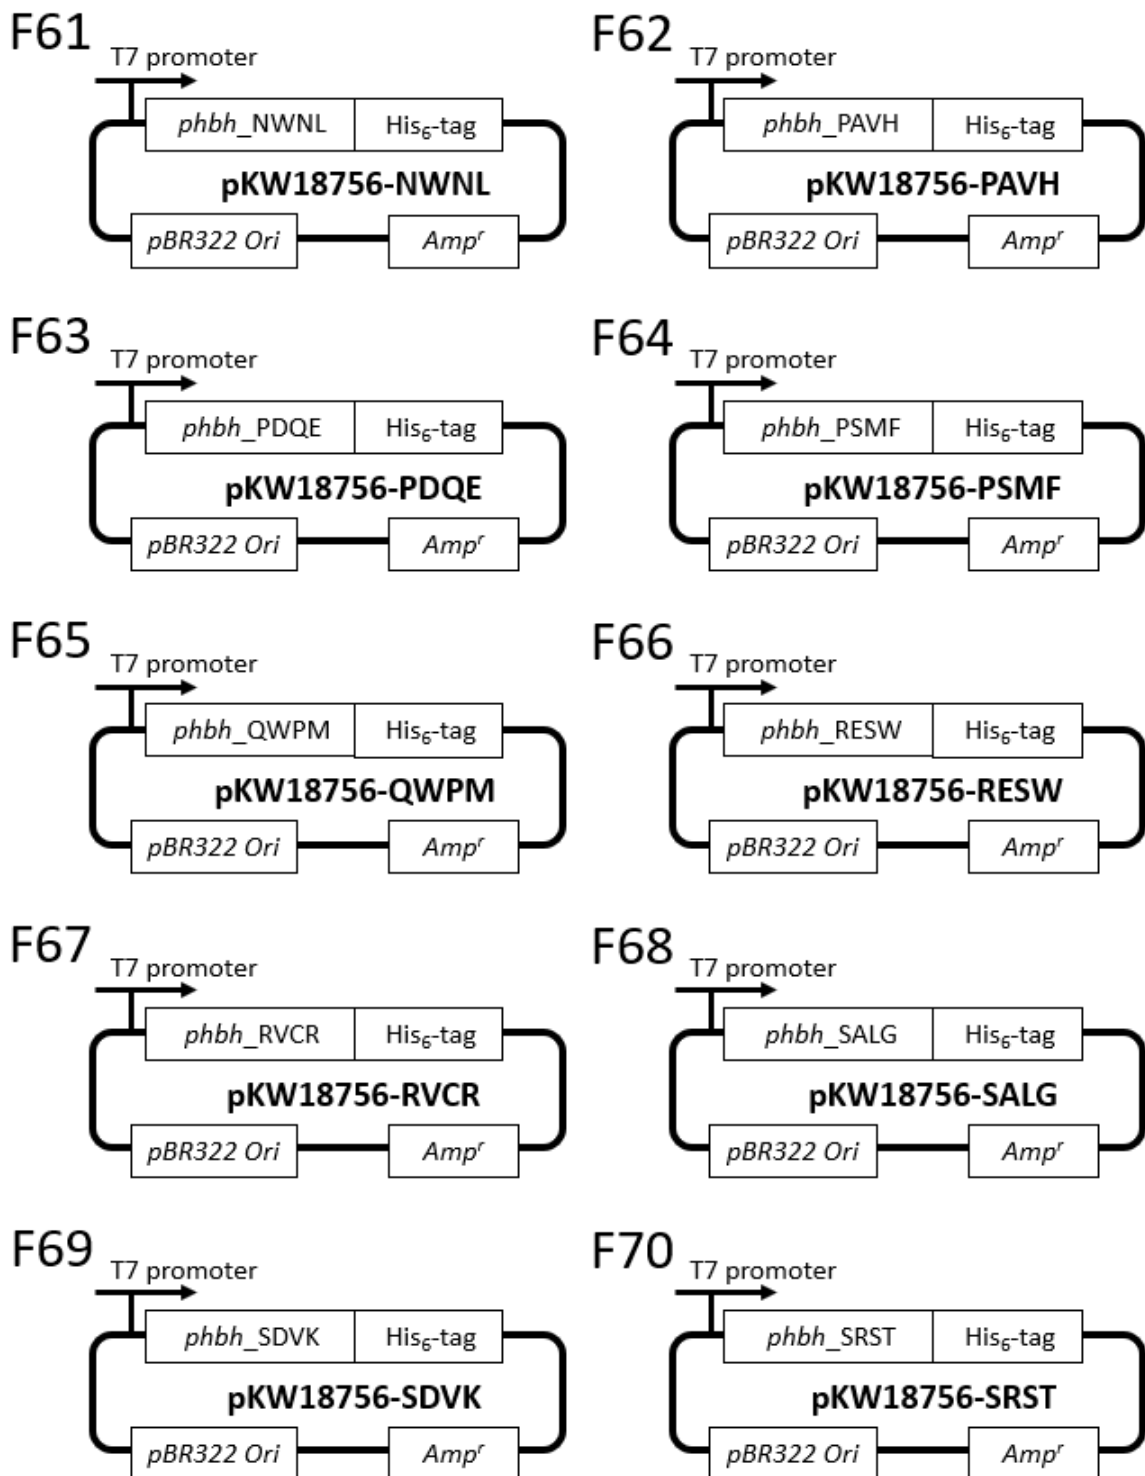 F61
T7 promoter
phbh_NWNL His₆-tag
pKW18756-NWNL
pBR322 Ori Ampʳ
F62
T7 promoter
phbh_PAVH His₆-tag
pKW18756-PAVH
pBR322 Ori Ampʳ
F63
T7 promoter
phbh_PDQE His₆-tag
pKW18756-PDQE
pBR322 Ori Ampʳ
F64
T7 promoter
phbh_PSMF His₆-tag
pKW18756-PSMF
pBR322 Ori Ampʳ
F65
T7 promoter
phbh_QWPM His₆-tag
pKW18756-QWPM
pBR322 Ori Ampʳ
F66
T7 promoter
phbh_RESW His₆-tag
pKW18756-RESW
pBR322 Ori Ampʳ
F67
T7 promoter
phbh_RVCR His₆-tag
pKW18756-RVCR
pBR322 Ori Ampʳ
F68
T7 promoter
phbh_SALG His₆-tag
pKW18756-SALG
pBR322 Ori Ampʳ
F69
T7 promoter
phbh_SDVK His₆-tag
pKW18756-SDVK
pBR322 Ori Ampʳ
F70
T7 promoter
phbh_SRST His₆-tag
pKW18756-SRST
pBR322 Ori Ampʳ